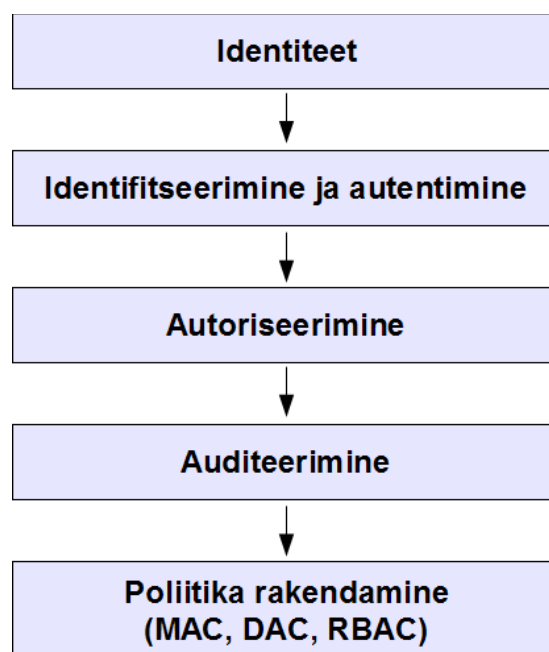 Identiteet
Identifitseerimine ja autentimine
Autoriseerimine
Auditeerimine
Poliitika rakendamine
(MAC, DAC, RBAC)